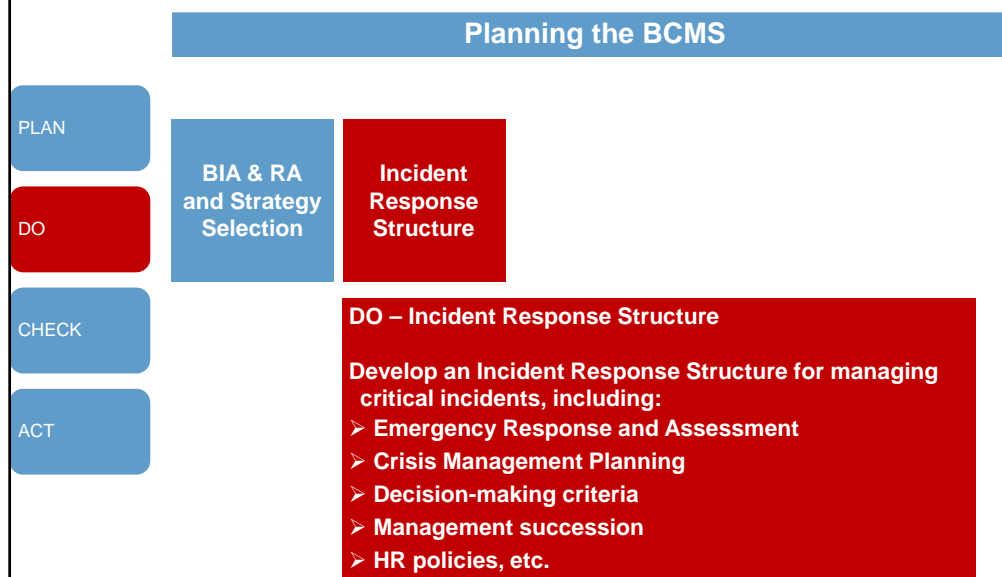 Planning the BCMS
PLAN
DO
CHECK
ACT
BIA & RA
and Strategy
Selection
Incident
Response
Structure
DO – Incident Response Structure
Develop an Incident Response Structure for managing
critical incidents, including:
➢ Emergency Response and Assessment
➢ Crisis Management Planning
➢ Decision-making criteria
➢ Management succession
➢ HR policies, etc.